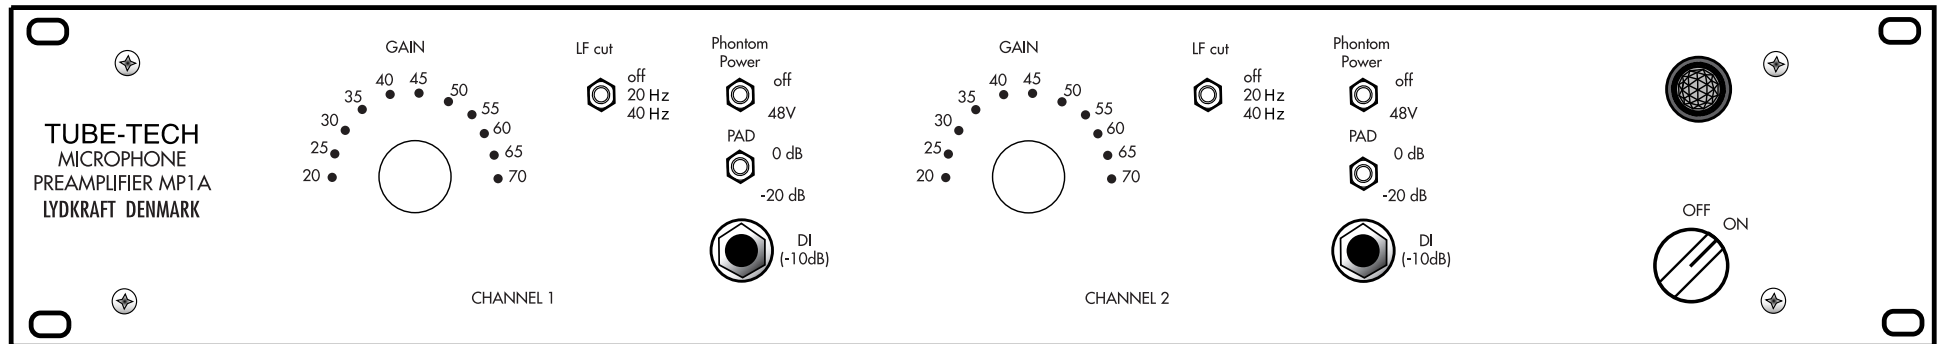 TUBE-TECH
MICROPHONE
PREAMPLIFIER MP1A
LYDKRAFT DENMARK
GAIN
20
25
30
35
40
45
50
55
60
65
70
LF cut
off
20 Hz
40 Hz
Phontom
Power
off
48V
PAD
0 dB
-20 dB
DI
(-10dB)
CHANNEL 1
GAIN
20
25
30
35
40
45
50
55
60
65
70
LF cut
off
20 Hz
40 Hz
Phontom
Power
off
48V
PAD
0 dB
-20 dB
DI
(-10dB)
CHANNEL 2
OFF
ON